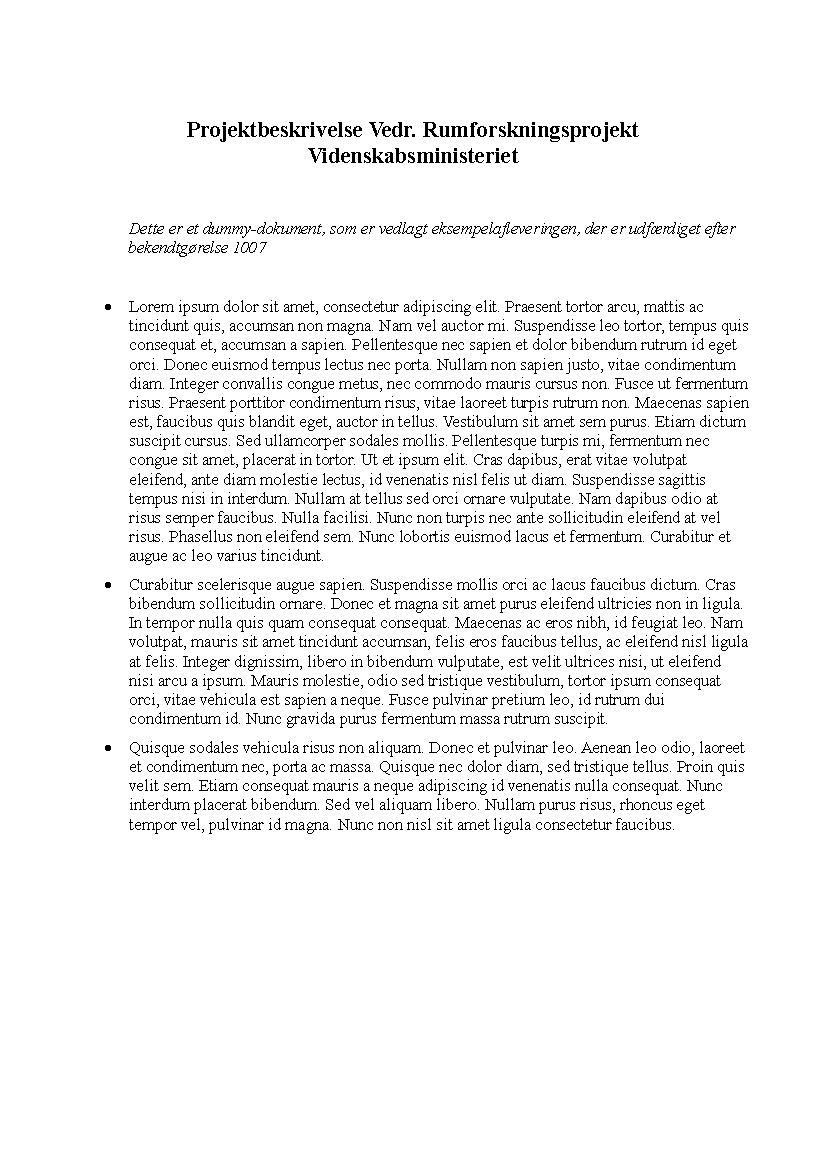 Projektbeskrivelse Vedr. Rumforskningsprojekt
Videnskabsministeriet
Dette er et dummy-dokument, som er vedlagt eksempelafleveringen, der er udfærdiget efter
bekendtgørelse 1007
• Lorem ipsum dolor sit amet, consectetur adipiscing elit. Praesent tortor arcu, mattis ac
tincidunt quis, accumsan non magna. Nam vel auctor mi. Suspendisse leo tortor, tempus quis
consequat et, accumsan a sapien. Pellentesque nec sapien et dolor bibendum rutrum id eget
orci. Donec euismod tempus lectus nec porta. Nullam non sapien justo, vitae condimentum
diam. Integer convallis congue metus, nec commodo mauris cursus non. Fusce ut fermentum
risus. Praesent porttitor condimentum risus, vitae laoreet turpis rutrum non. Maecenas sapien
est, faucibus quis blandit eget, auctor in tellus. Vestibulum sit amet sem purus. Etiam dictum
suscipit cursus. Sed ullamcorper sodales mollis. Pellentesque turpis mi, fermentum nec
congue sit amet, placerat in tortor. Ut et ipsum elit. Cras dapibus, erat vitae volutpat
eleifend, ante diam molestie lectus, id venenatis nisl felis ut diam. Suspendisse sagittis
tempus nisi in interdum. Nullam at tellus sed orci ornare vulputate. Nam dapibus odio at
risus semper faucibus. Nulla facilisi. Nunc non turpis nec ante sollicitudin eleifend at vel
risus. Phasellus non eleifend sem. Nunc lobortis euismod lacus et fermentum. Curabitur et
augue ac leo varius tincidunt.
• Curabitur scelerisque augue sapien. Suspendisse mollis orci ac lacus faucibus dictum. Cras
bibendum sollicitudin ornare. Donec et magna sit amet purus eleifend ultricies non in ligula.
In tempor nulla quis quam consequat consequat. Maecenas ac eros nibh, id feugiat leo. Nam
volutpat, mauris sit amet tincidunt accumsan, felis eros faucibus tellus, ac eleifend nisl ligula
at felis. Integer dignissim, libero in bibendum vulputate, est velit ultrices nisi, ut eleifend
nisi arcu a ipsum. Mauris molestie, odio sed tristique vestibulum, tortor ipsum consequat
orci, vitae vehicula est sapien a neque. Fusce pulvinar pretium leo, id rutrum dui
condimentum id. Nunc gravida purus fermentum massa rutrum suscipit.
• Quisque sodales vehicula risus non aliquam. Donec et pulvinar leo. Aenean leo odio, laoreet
et condimentum nec, porta ac massa. Quisque nec dolor diam, sed tristique tellus. Proin quis
velit sem. Etiam consequat mauris a neque adipiscing id venenatis nulla consequat. Nunc
interdum placerat bibendum. Sed vel aliquam libero. Nullam purus risus, rhoncus eget
tempor vel, pulvinar id magna. Nunc non nisl sit amet ligula consectetur faucibus.